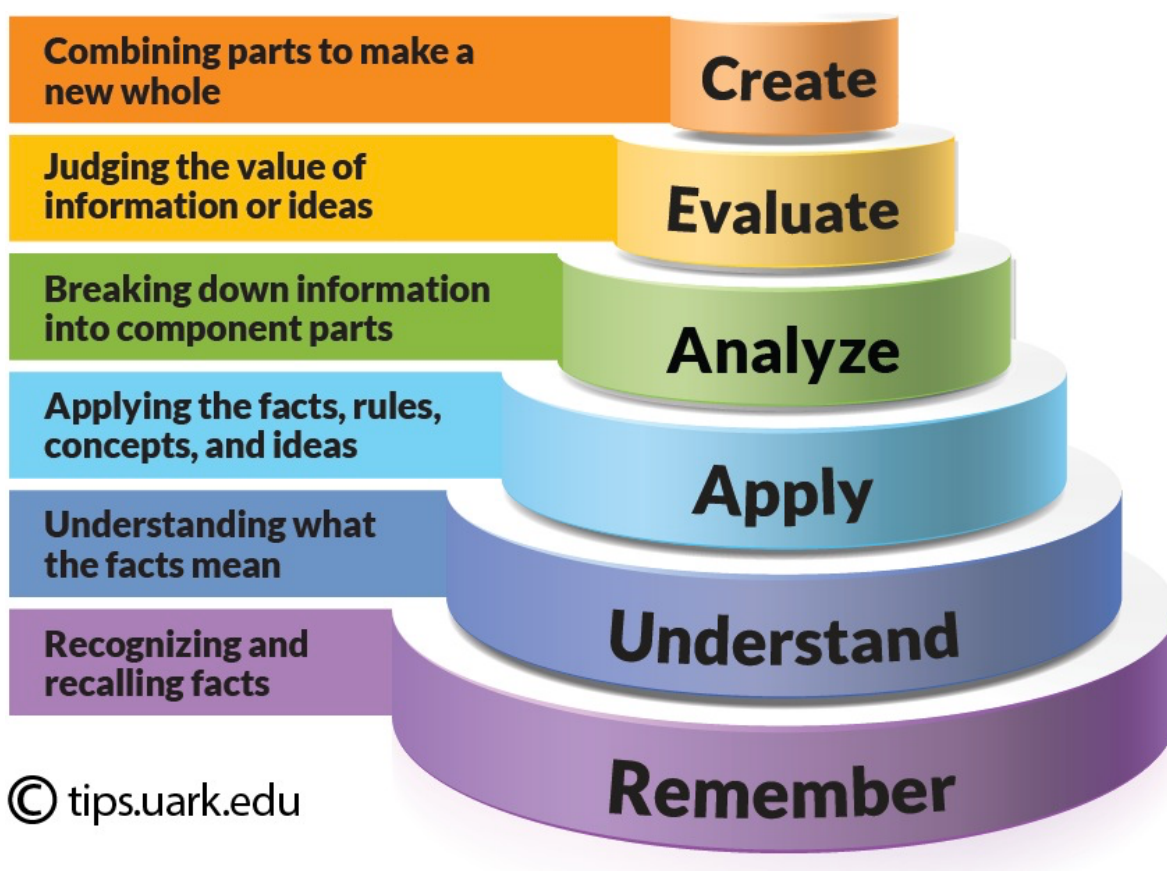 Combining parts to make a
new whole
Create
Judging the value of
information or ideas
Evaluate
Breaking down information
into component parts
Analyze
Applying the facts, rules,
concepts, and ideas
Apply
Understanding what
the facts mean
Understand
Recognizing and
recalling facts
Remember
© tips.uark.edu